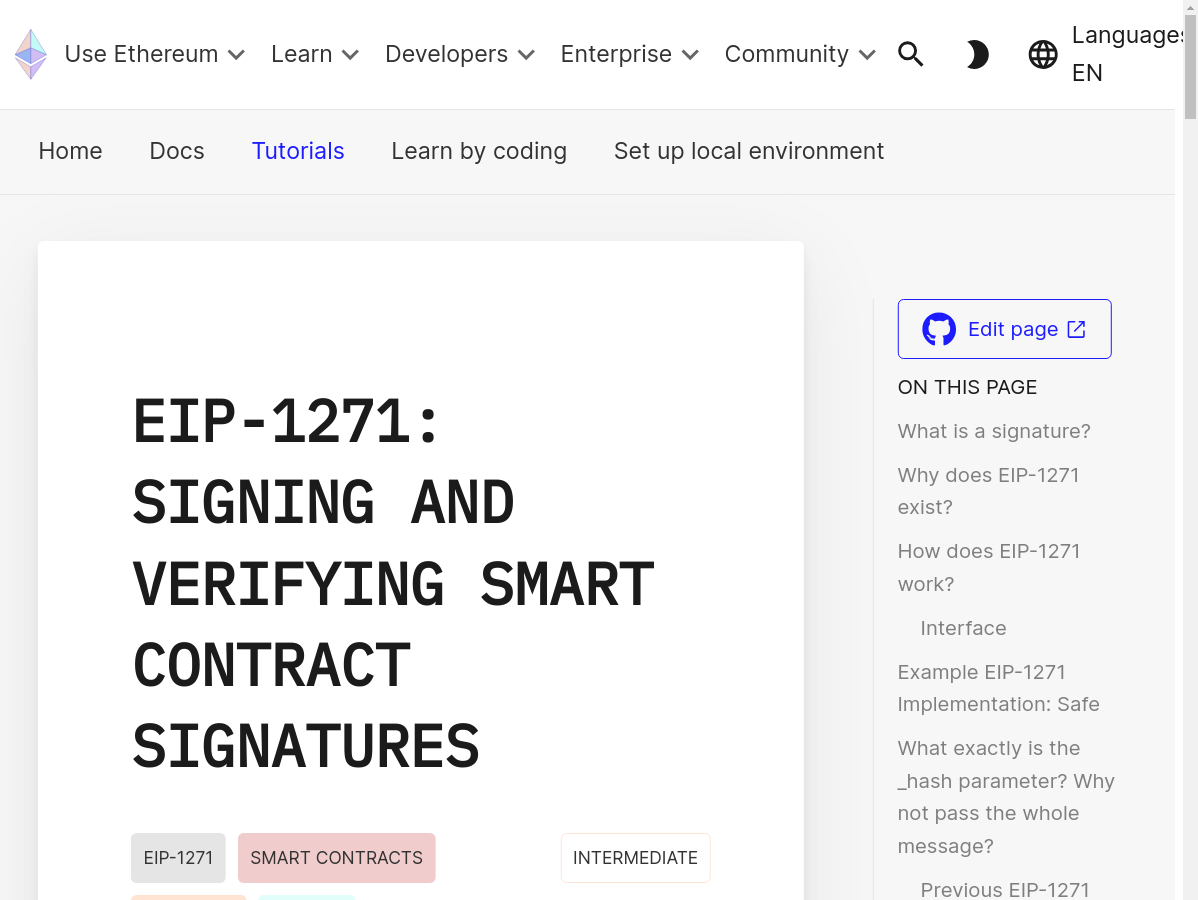 Use Ethereum
Learn
Developers
Enterprise
Community
Languages
EN
Home
Docs
Tutorials
Learn by coding
Set up local environment
EIP-1271:
SIGNING AND
VERIFYING SMART
CONTRACT
SIGNATURES
EIP-1271
SMART CONTRACTS
INTERMEDIATE
Edit page
ON THIS PAGE
What is a signature?
Why does EIP-1271
exist?
How does EIP-1271
work?
Interface
Example EIP-1271
Implementation: Safe
What exactly is the
_hash parameter? Why
not pass the whole
message?
Previous EIP-1271